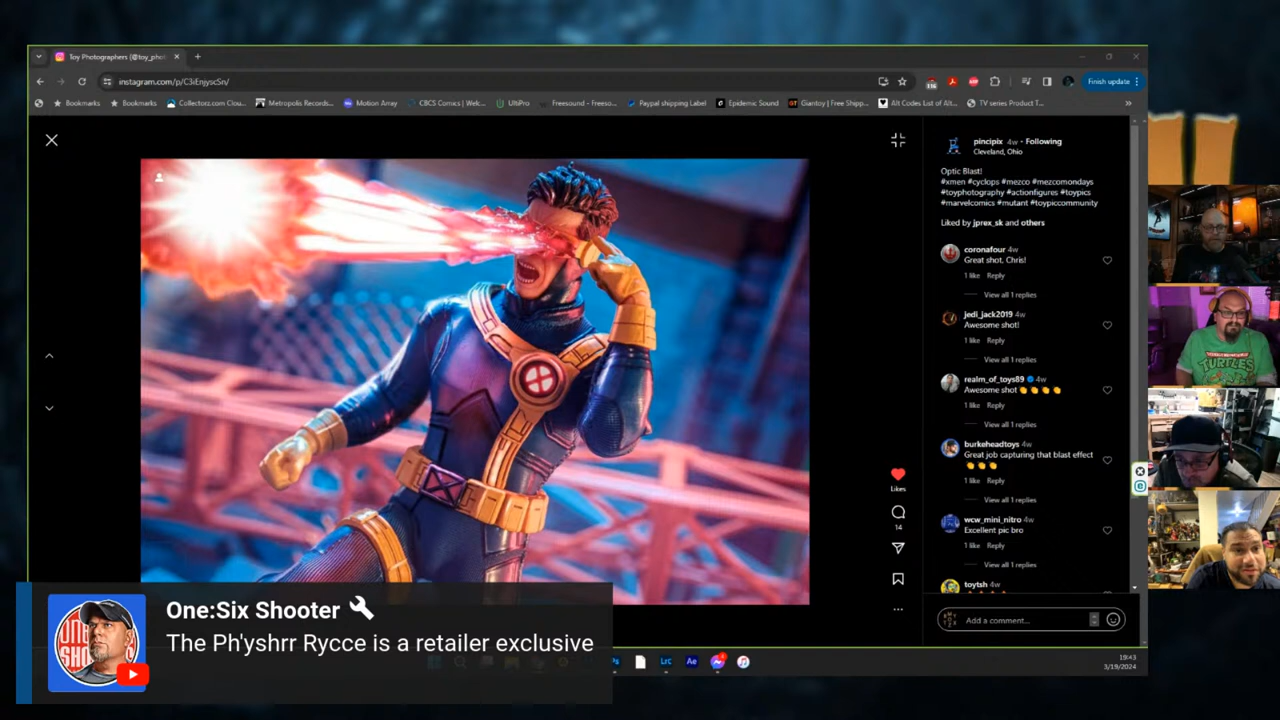 Toy Photographers (@toy_phot
instagram.com/p/C3iEnjyscSn/
Finish update
Bookmarks
Bookmarks
Collectorz.com Clou...
Metropolis Records...
Motion Array
CBCS Comics | Welc...
UltiPro
Freesound - Freeso...
Paypal shipping Label
Epidemic Sound
Giantoy | Free Shipp...
Alt Codes List of Alt...
TV series Product T...
pincipix 4w • Following
Cleveland, Ohio
Optic Blast!
#xmen #cyclops #mezco #mezcomondays
#toyphotography #actionfigures #toypics
#marvelcomics #mutant #toypiccommunity
Liked by jprex_sk and others
coronafour 4w
Great shot, Chris!
1 like Reply
View all 1 replies
jedi_jack2019 4w
Awesome shot!
1 like Reply
View all 1 replies
realm_of_toys89 4w
Awesome shot 👏 👏 👏 👏
1 like Reply
View all 1 replies
burkeheadtoys 4w
Great job capturing that blast effect
👏 👏 👏
1 like Reply
View all 1 replies
wcw_mini_nitro 4w
Excellent pic bro
1 like Reply
View all 1 replies
toytsh 4w
Likes
14
Add a comment...
TURTLES
One:Six Shooter
The Ph'yshrr Rycce is a retailer exclusive
Lrc
Ae
19:43
3/19/2024